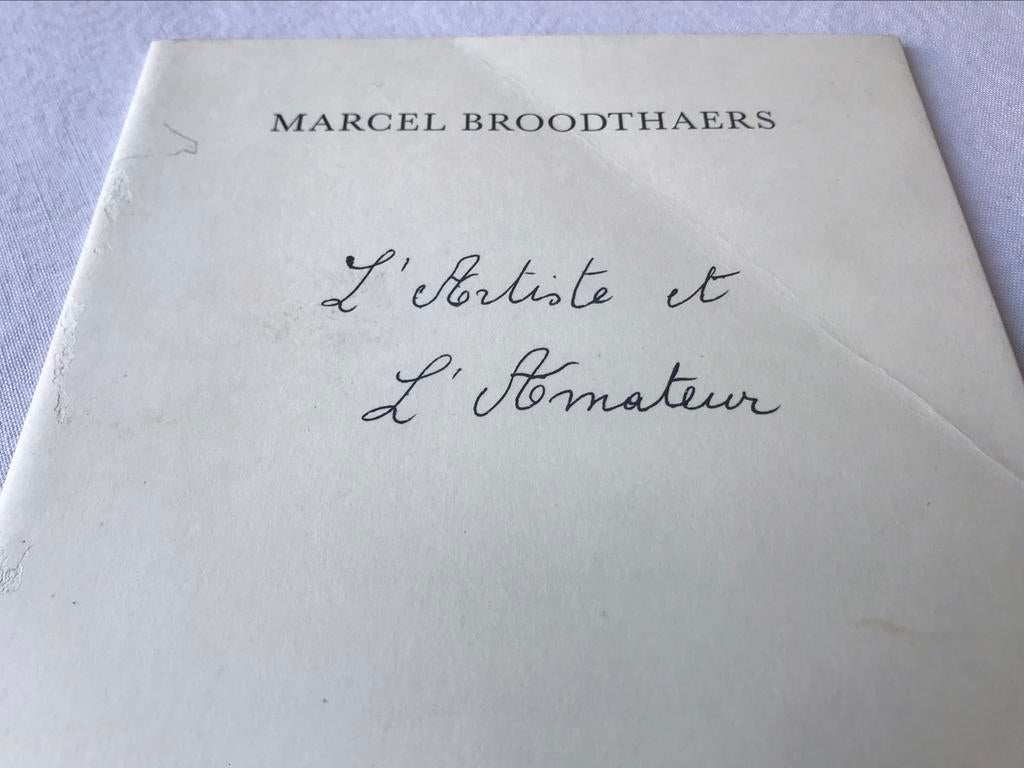 MARCEL BROODTHAERS
L'Artiste et
L'Amateur